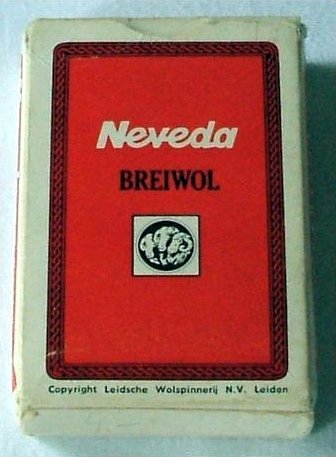 Neveda
BREIWOL
Copyright Leidsche Wolspinnerij N.V. Leiden